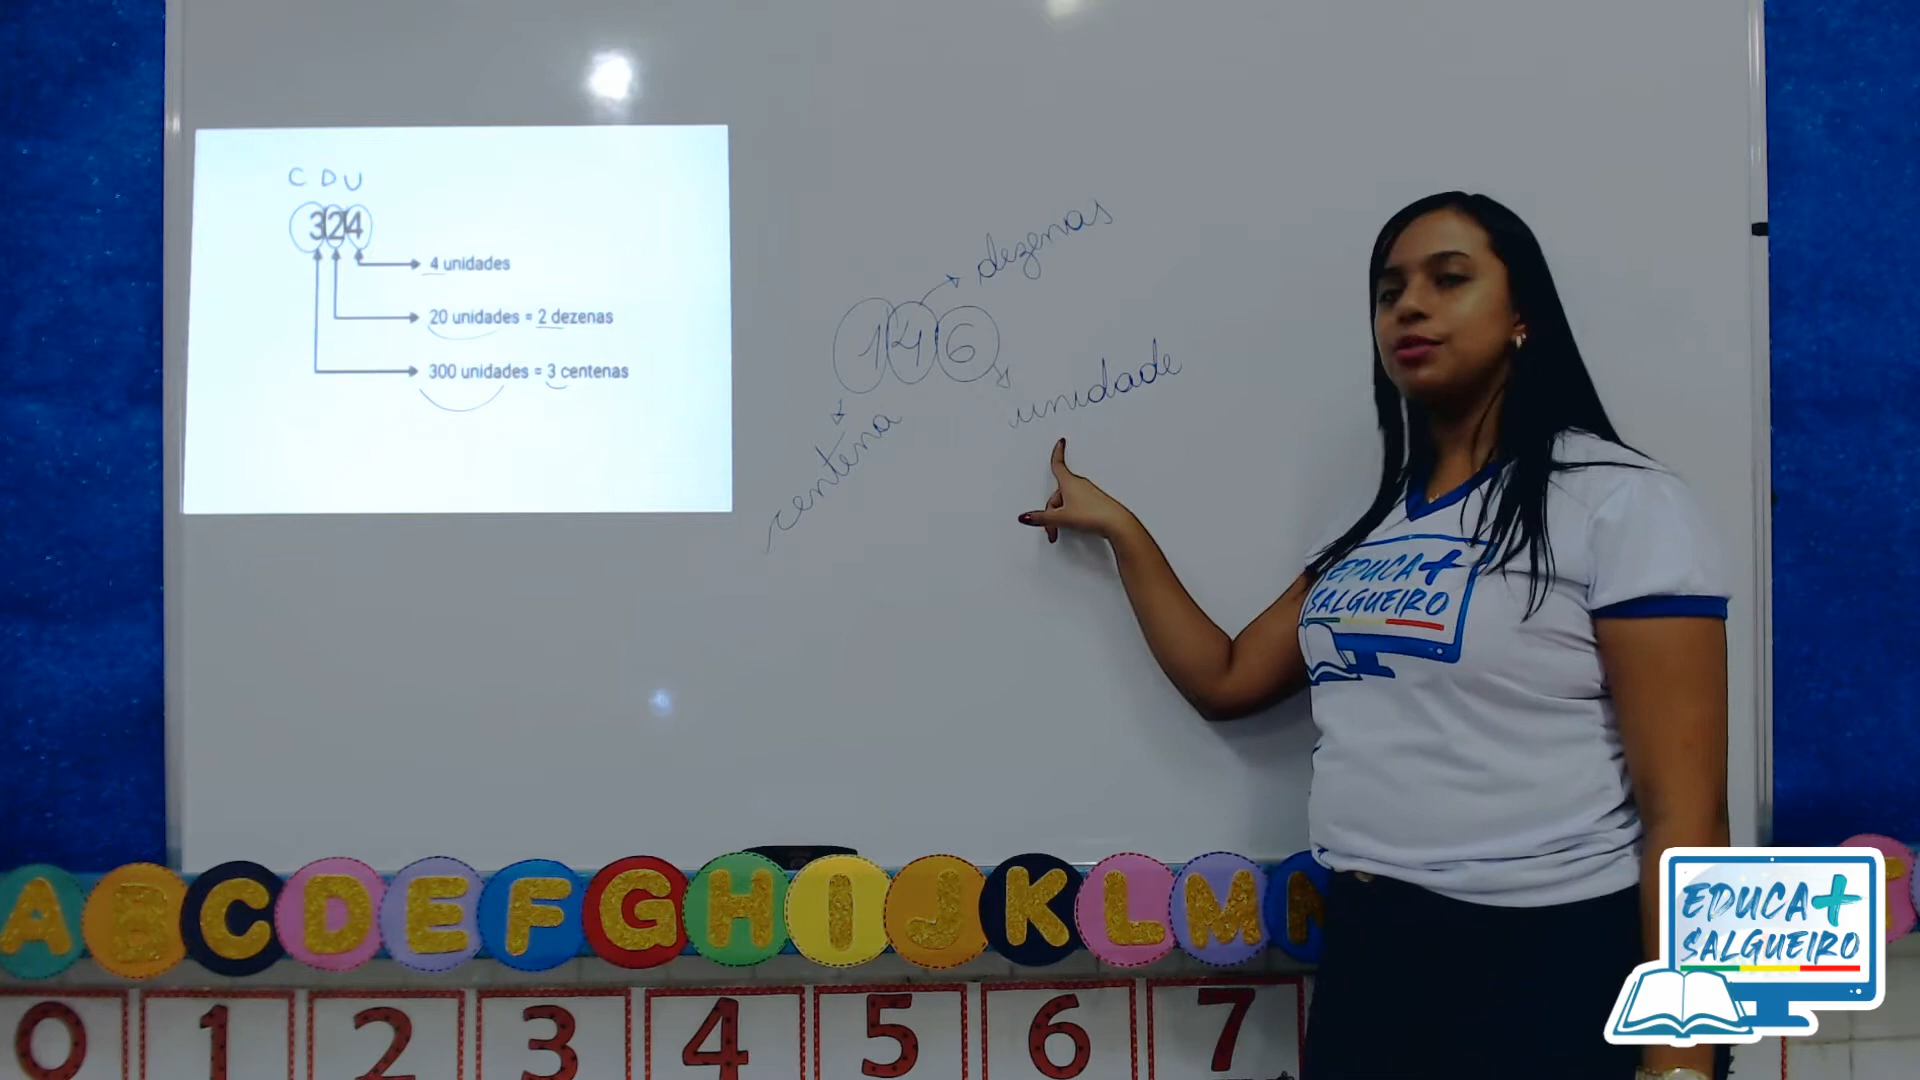 C D U
324
4 unidades
20 unidades = 2 dezenas
300 unidades = 3 centenas
dezenas
146
unidade
centena
EDUCA+
SALGUEIRO
A B C D E F G H I J K L M N
0 1 2 3 4 5 6 7
EDUCA+
SALGUEIRO